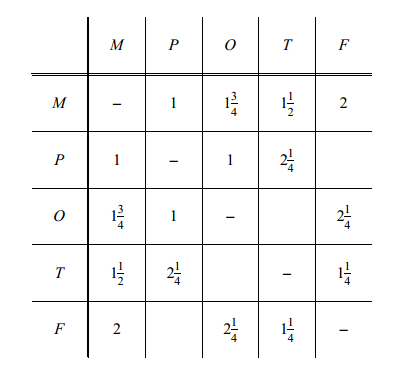 M P O T F
M – 1 1¾ 1½ 2
P 1 – 1 2¼
O 1¾ 1 – 2¼
T 1½ 2¼ – 1¼
F 2 2¼ 1¼ –